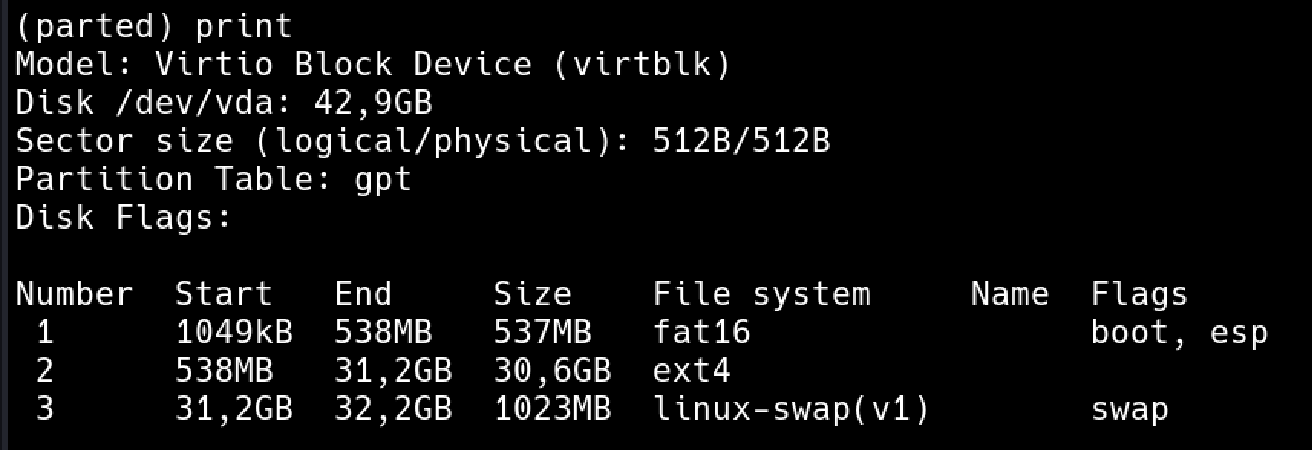 (parted) print
Model: Virtio Block Device (virtblk)
Disk /dev/vda: 42,9GB
Sector size (logical/physical): 512B/512B
Partition Table: gpt
Disk Flags:
Number  Start   End     Size    File system     Name  Flags
 1      1049kB  538MB   537MB   fat16                 boot, esp
 2      538MB   31,2GB  30,6GB  ext4
 3      31,2GB  32,2GB  1023MB  linux-swap(v1)        swap